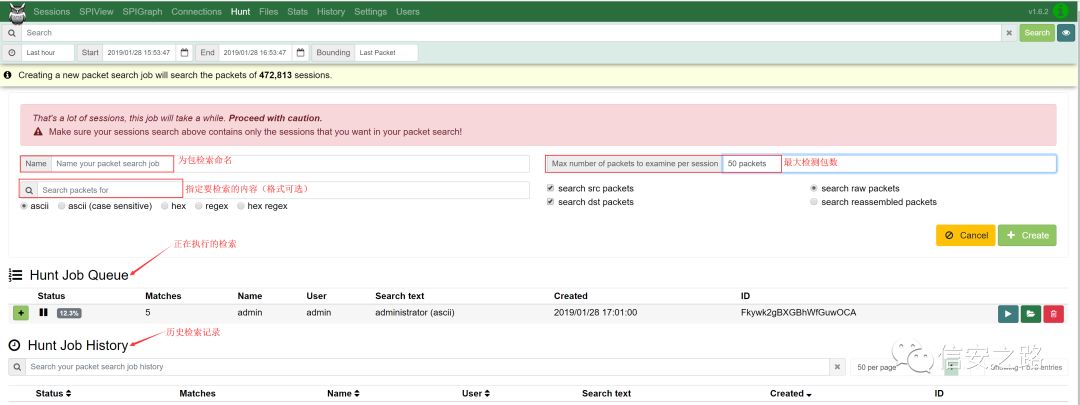 Sessions SPIView SPIGraph Connections Hunt Files Stats History Settings Users v1.6.2
Search Search
Last hour Start 2019/01/28 15:53:47 End 2019/01/28 16:53:47 Bounding Last Packet
Creating a new packet search job will search the packets of 472,813 sessions.
That's a lot of sessions, this job will take a while. Proceed with caution.
Make sure your sessions search above contains only the sessions that you want in your packet search!
Name Name your packet search job 为包检索命名 Max number of packets to examine per session 50 packets 最大检测包数
Search packets for 指定要检索的内容（格式可选） search src packets search raw packets
search dst packets search reassembled packets
ascii ascii (case sensitive) hex regex hex regex
Cancel Create
正在执行的检索
Hunt Job Queue
Status Matches Name User Search text Created ID
12.3% 5 admin admin administrator (ascii) 2019/01/28 17:01:00 Fkywk2gBXGBhWfGuwOCA
历史检索记录
Hunt Job History
信安之路
Search your packet search job history 50 per page entries
Status Matches Name User Search text Created ID